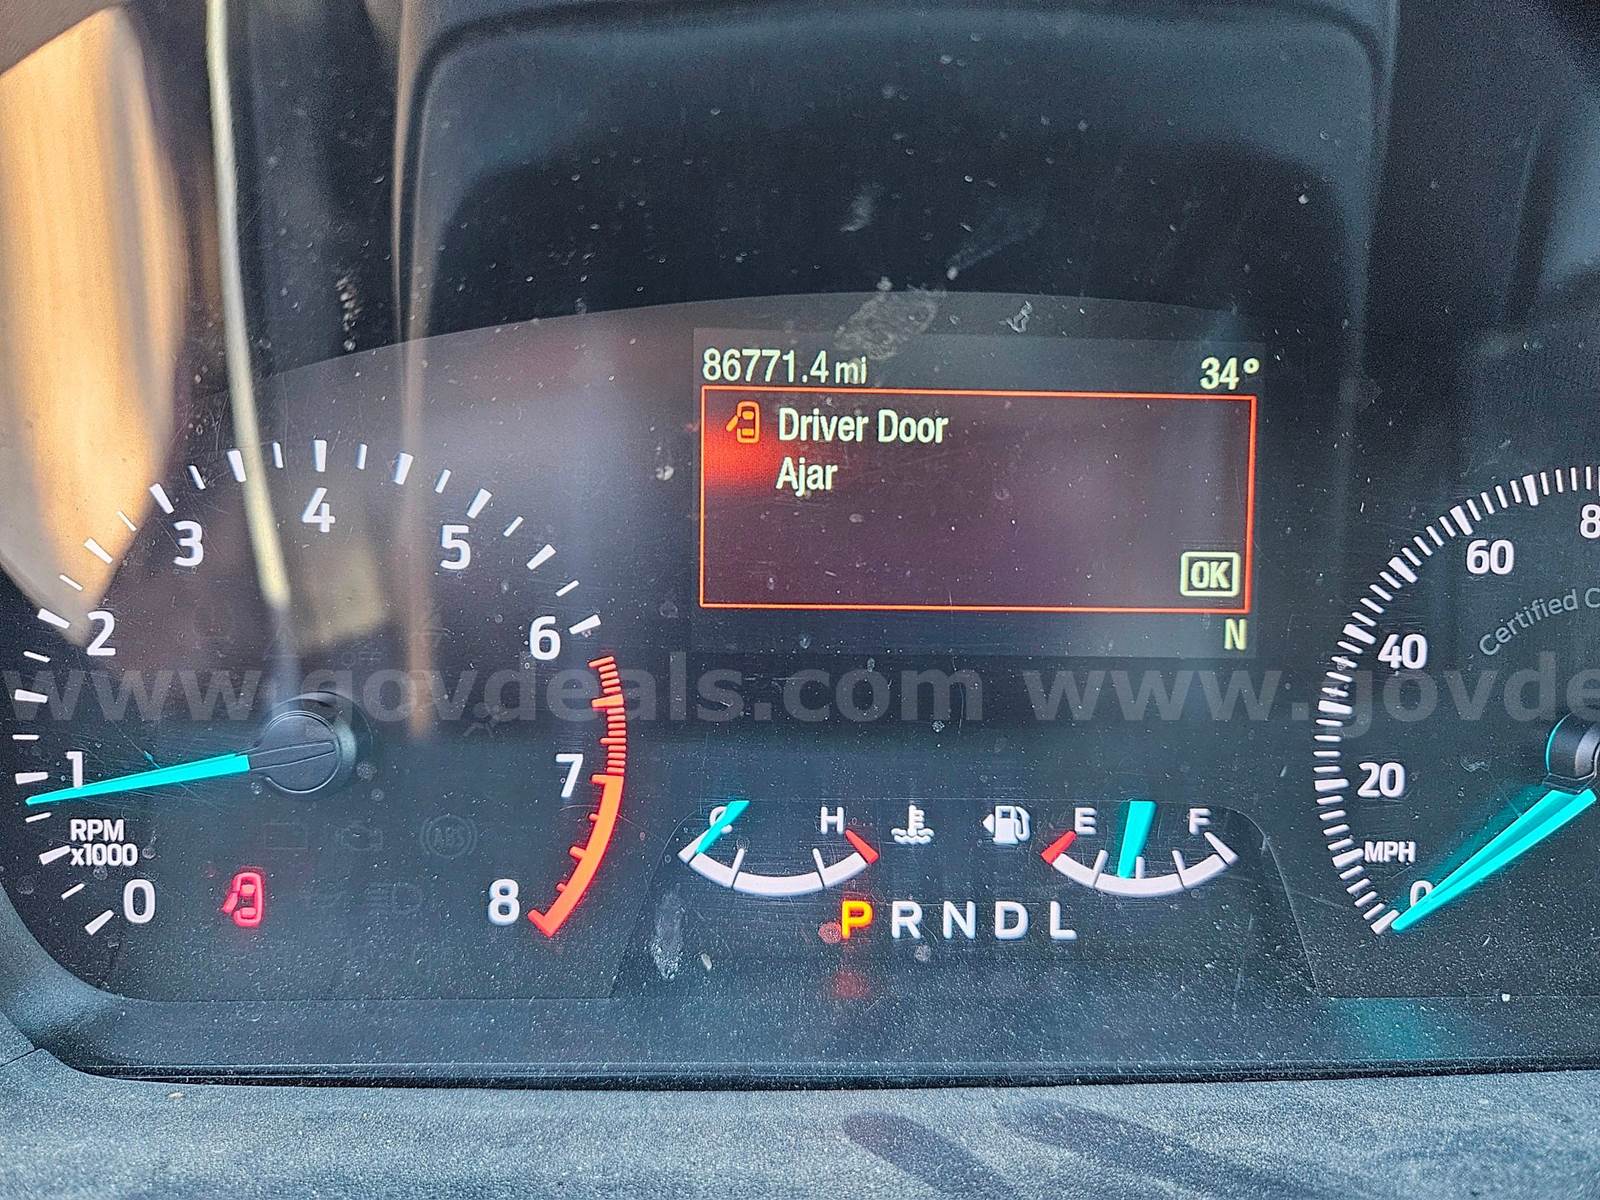 86771.4 mi
34°
Driver Door
Ajar
OK
N
0
1
2
3
4
5
6
7
8
RPM
x1000
ABS
C
H
E
F
P R N D L
0
20
40
60
MPH
Certified
www.govdeals.com www.govde